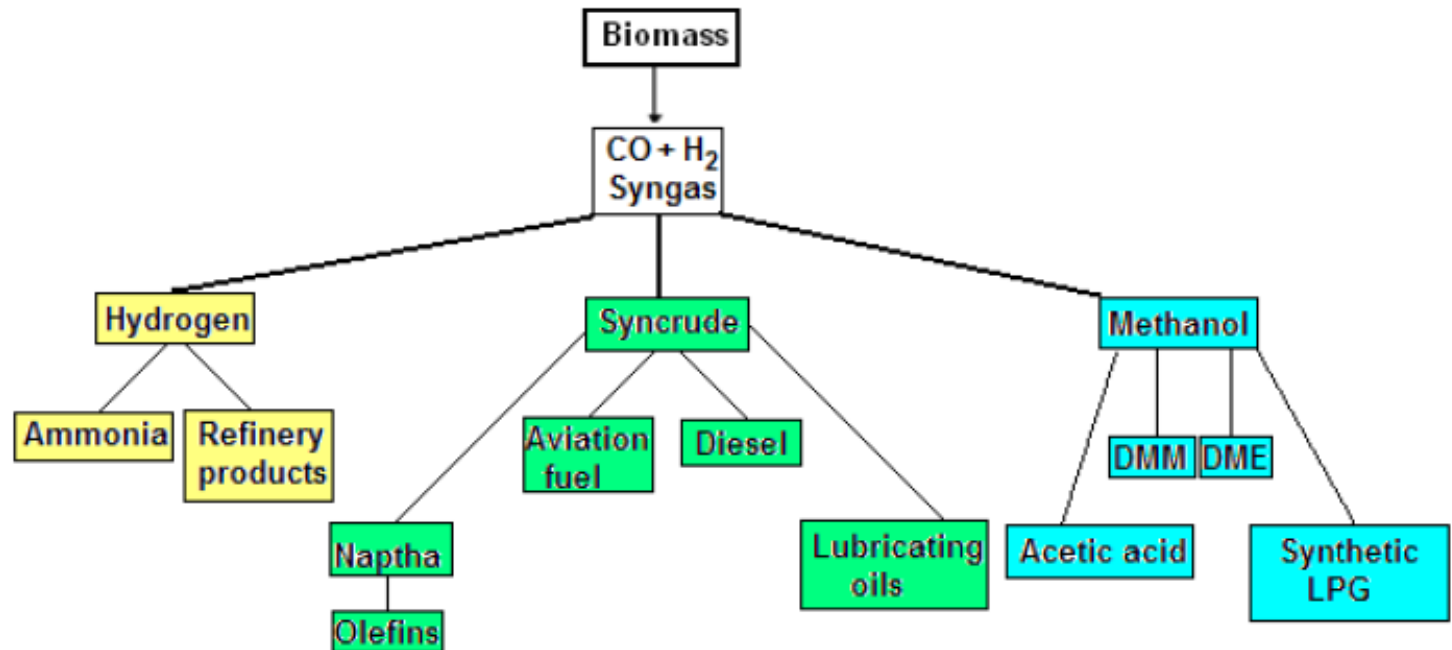 Biomass
CO + H₂
Syngas
Hydrogen
Syncrude
Methanol
Ammonia
Refinery
products
Aviation
fuel
Diesel
DMM
DME
Naptha
Lubricating
oils
Acetic acid
Synthetic
LPG
Olefins